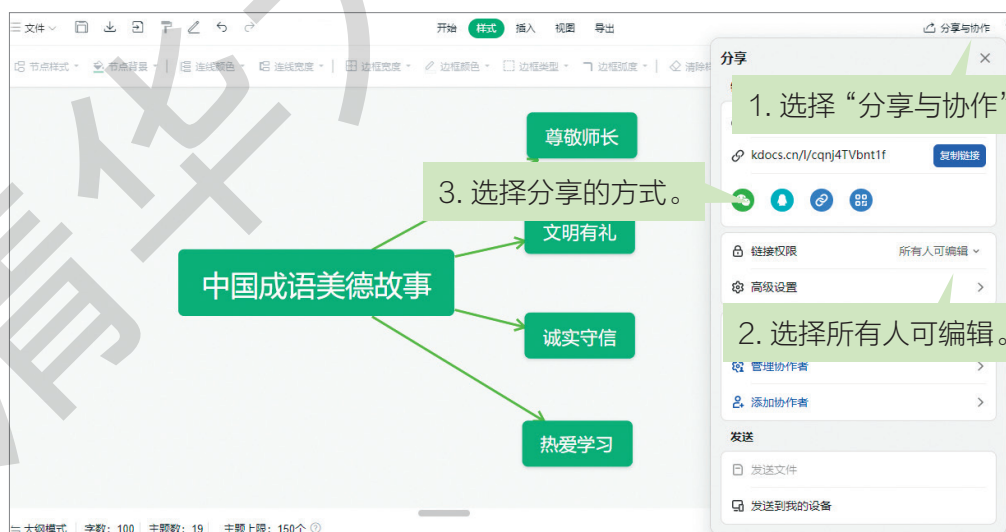 文件
开始 样式 插入 视图 导出
分享与协作
节点样式 节点背景 连线颜色 连线宽度 边框宽度 边框颜色 边框类型 边框弧度 清除
分享
1. 选择“分享与协作”
kdocs.cn/l/cqnj4TVbnt1f
复制链接
3. 选择分享的方式。
尊敬师长
文明有礼
中国成语美德故事
诚实守信
热爱学习
链接权限 所有人可编辑
高级设置
2. 选择所有人可编辑。
管理协作者
添加协作者
发送
发送文件
发送到我的设备
大纲模式 字数: 100 主题数: 19 主题上限: 150个
清华